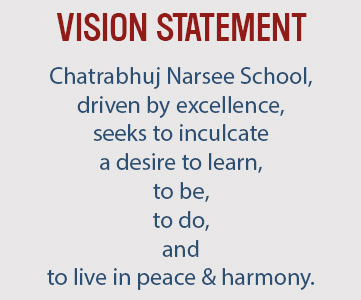 VISION STATEMENT
Chatrabhuj Narsee School,
driven by excellence,
seeks to inculcate
a desire to learn,
to be,
to do,
and
to live in peace & harmony.